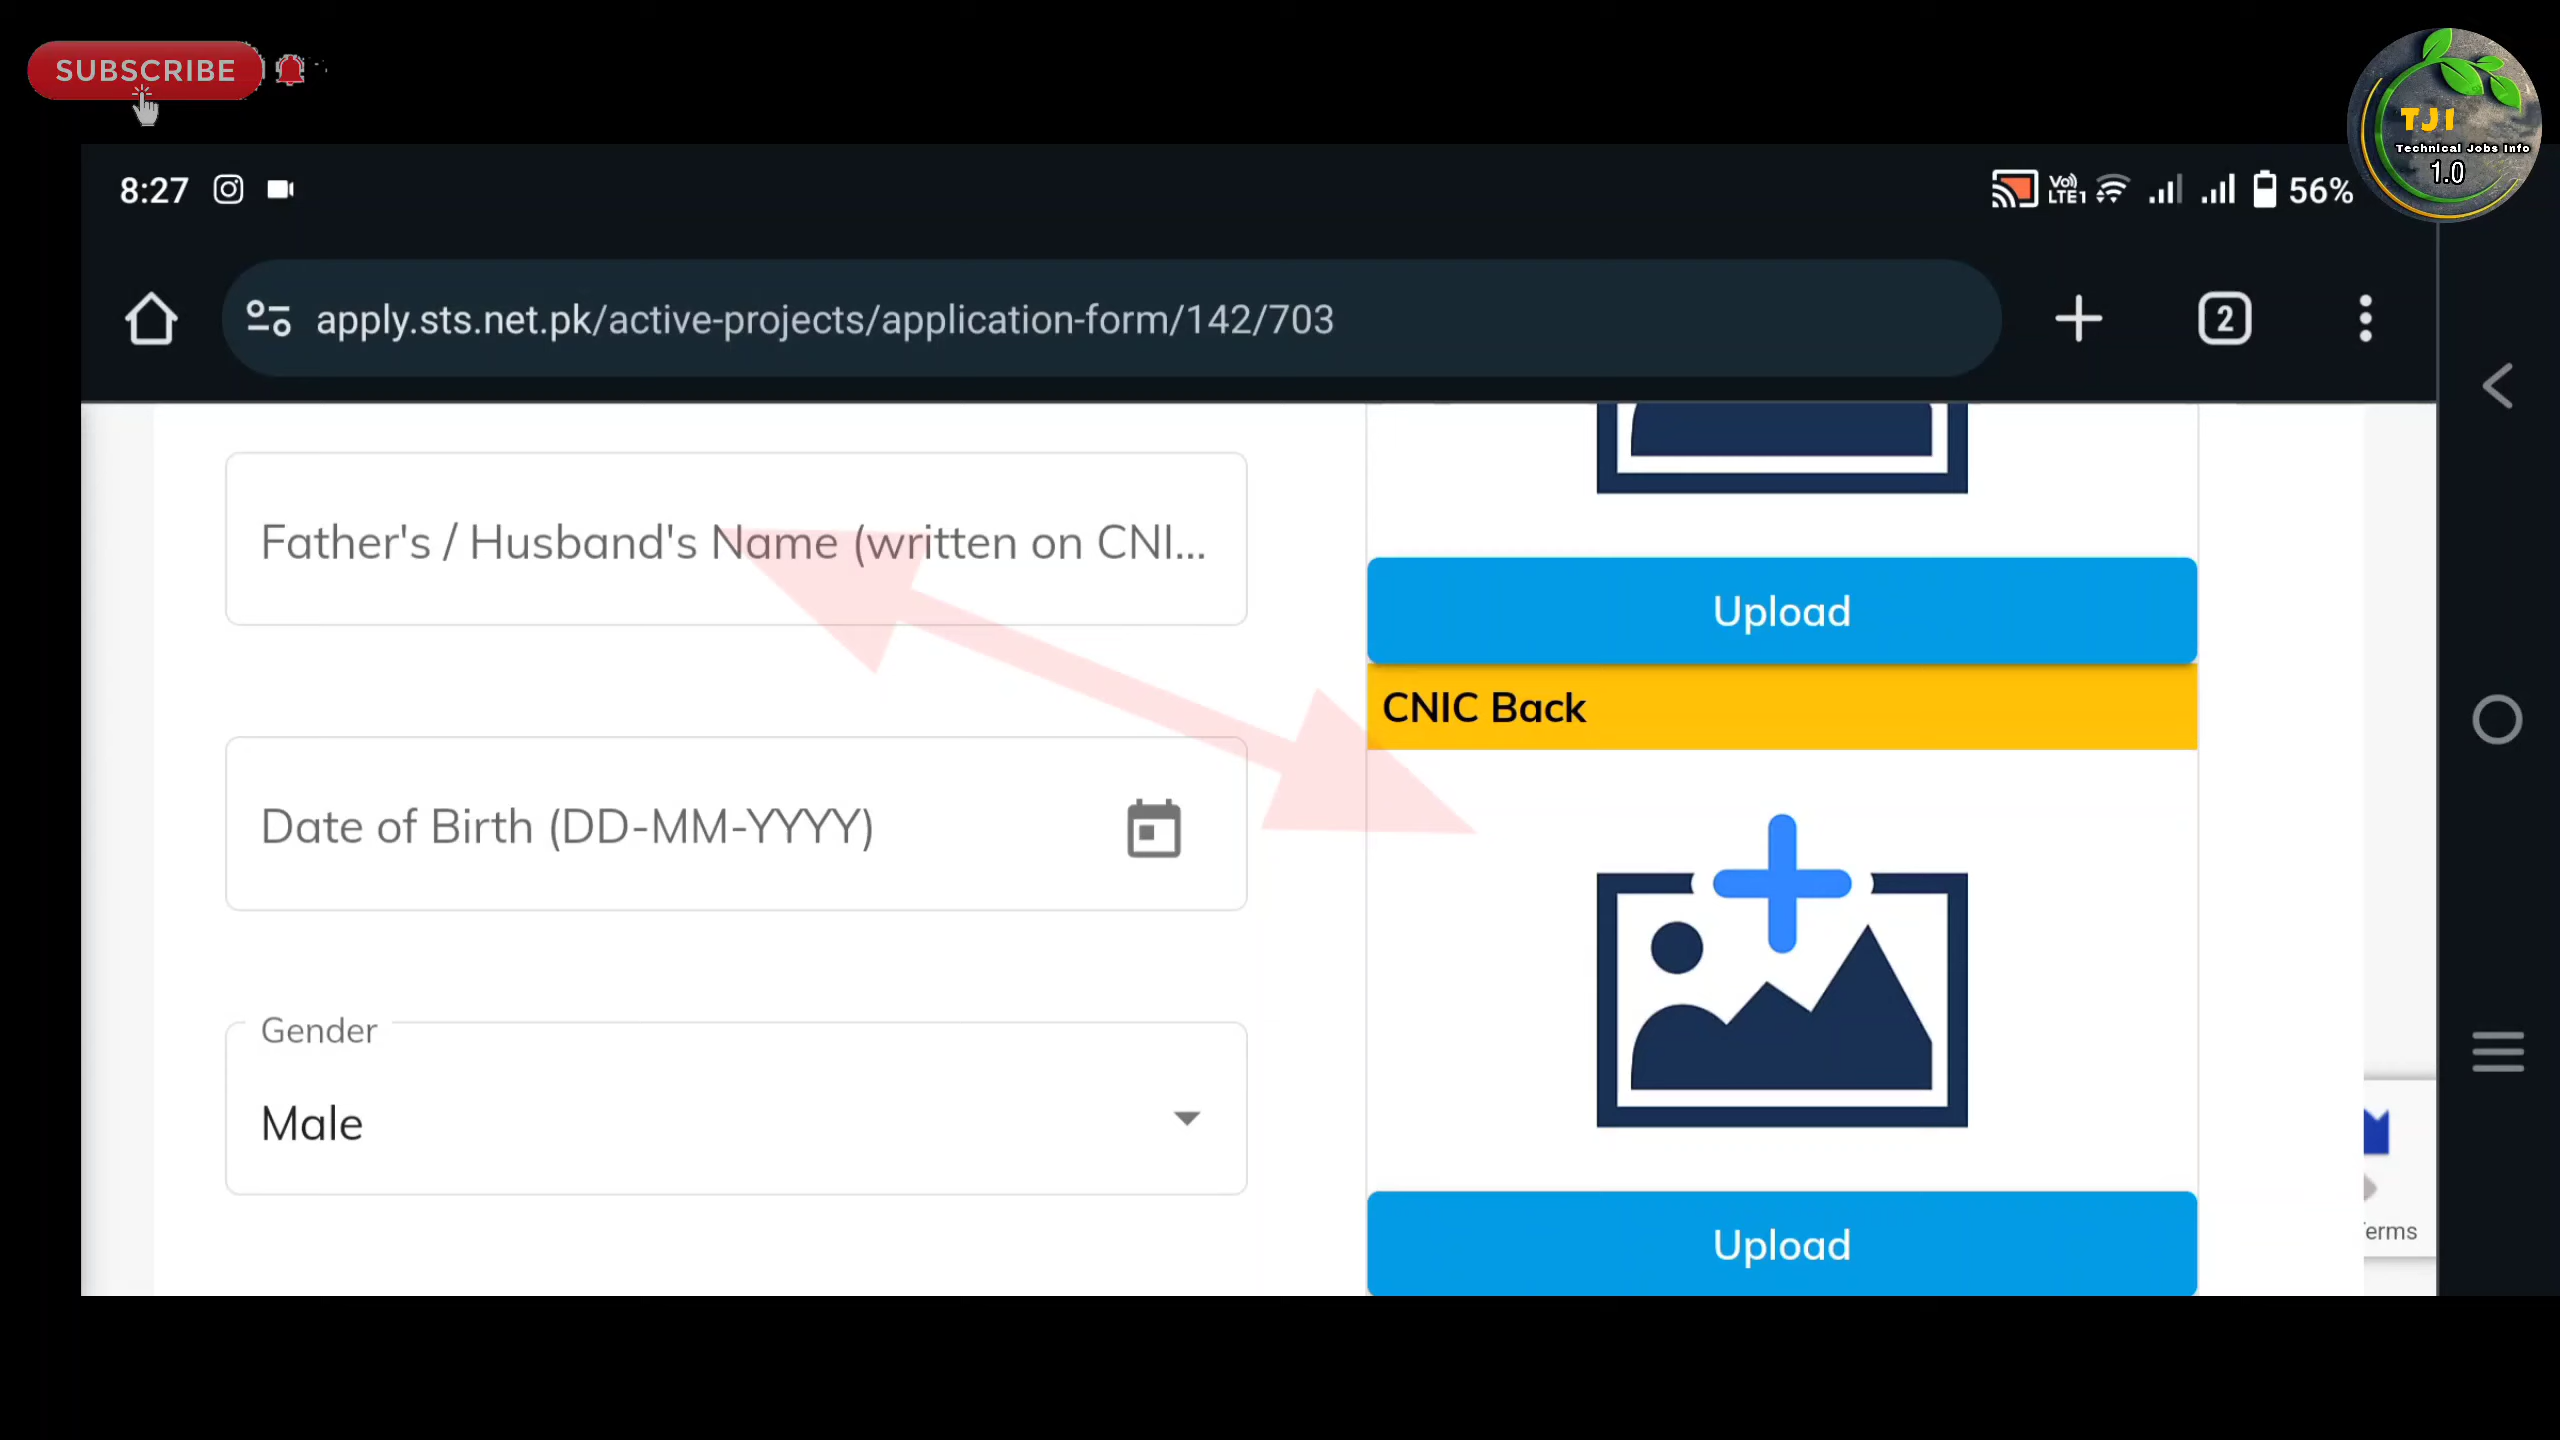 SUBSCRIBE
TJI
Technical Jobs Info
1.0
8:27
Vo)
LTE1
56%
apply.sts.net.pk/active-projects/application-form/142/703
2
Father's / Husband's Name (written on CNI...
Upload
CNIC Back
Date of Birth (DD-MM-YYYY)
Gender
Male
Upload
erms